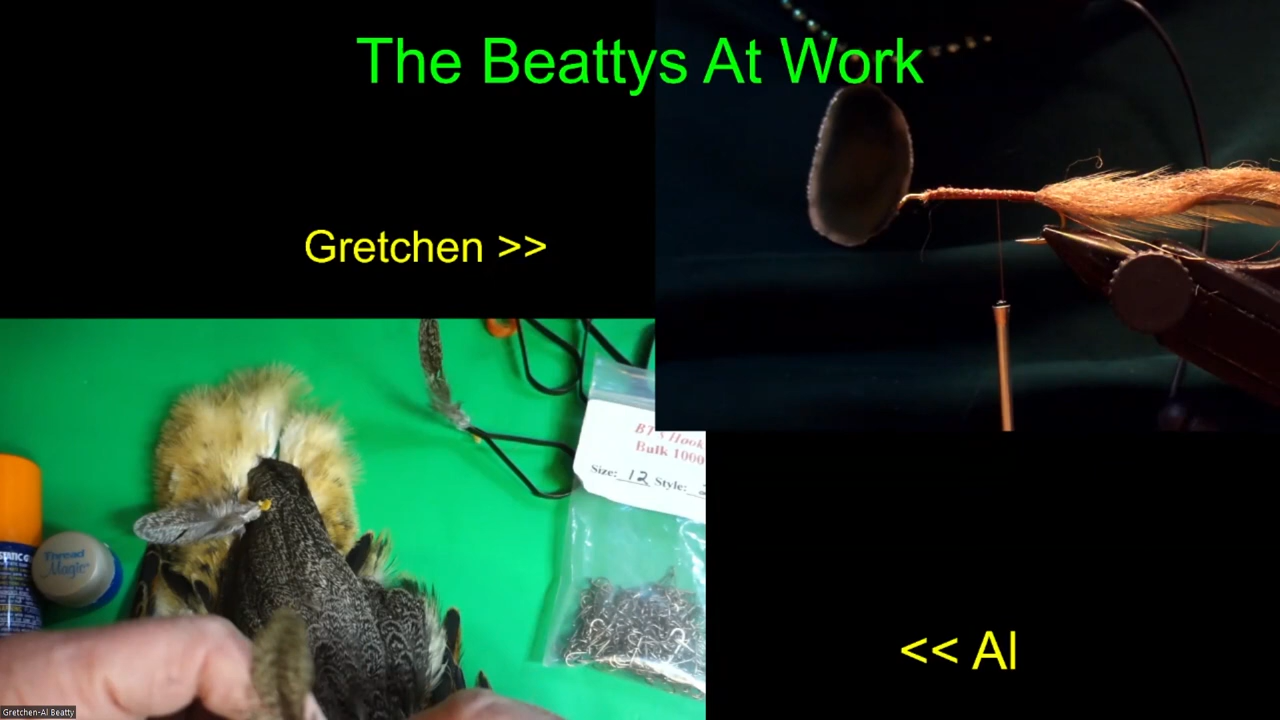 The Beattys At Work
Gretchen >>
BT's Hook
Bulk 1000
Size: 12 Style:
Thread
Magic
<< Al
Gretchen-Al Beatty